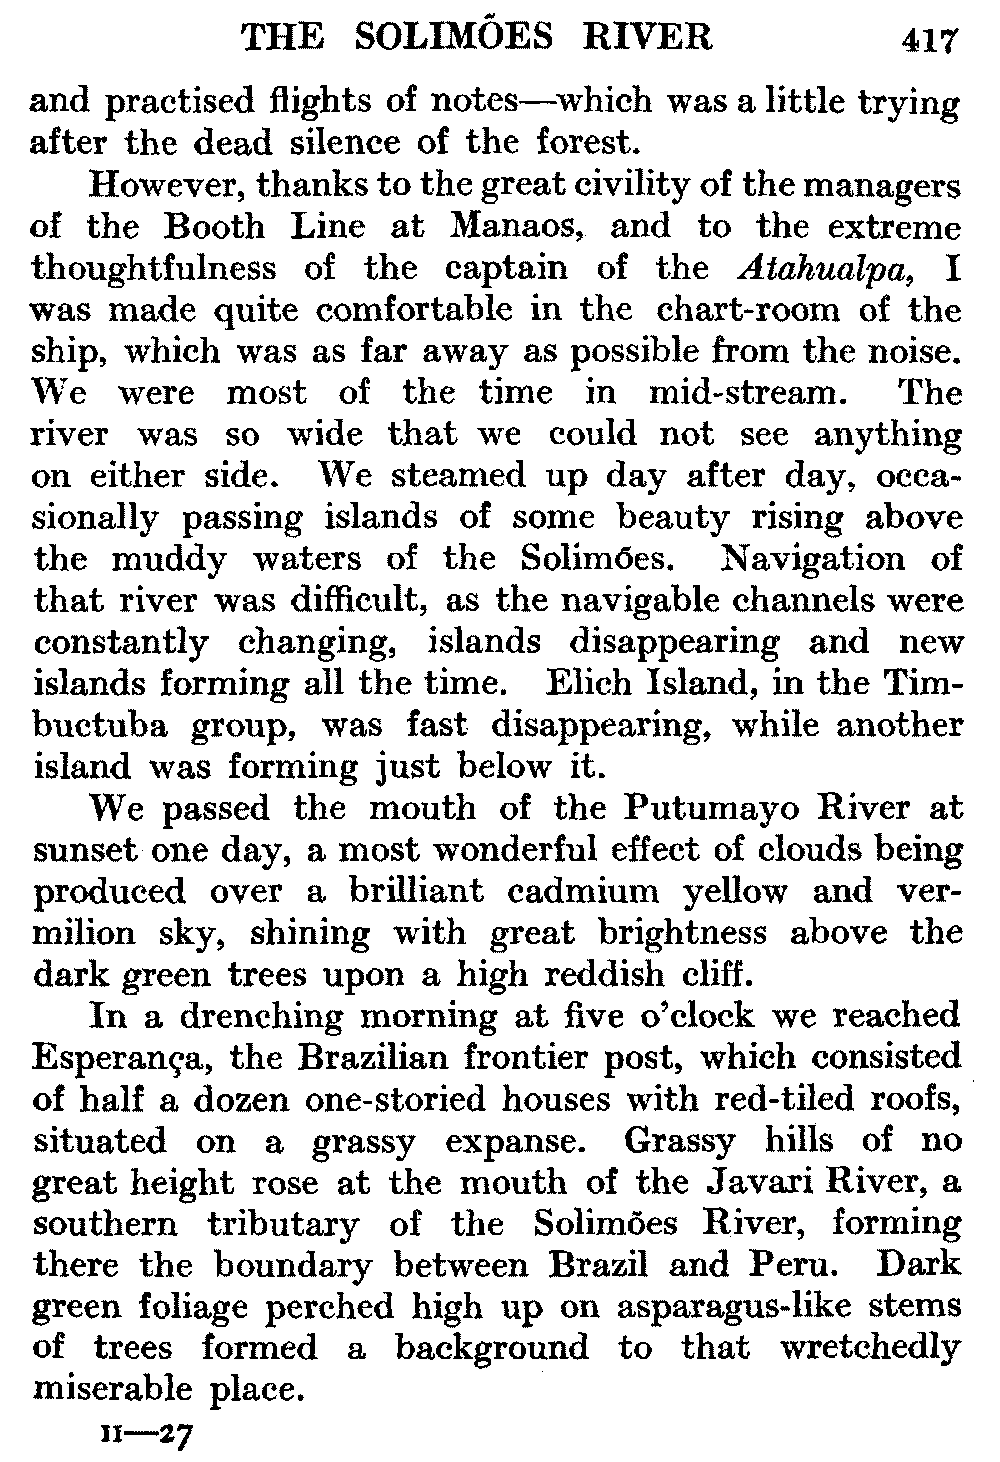 THE SOLIMÕES RIVER 417
and practised flights of notes—which was a little trying
after the dead silence of the forest.
However, thanks to the great civility of the managers
of the Booth Line at Manaos, and to the extreme
thoughtfulness of the captain of the Atahualpa, I
was made quite comfortable in the chart-room of the
ship, which was as far away as possible from the noise.
We were most of the time in mid-stream. The
river was so wide that we could not see anything
on either side. We steamed up day after day, occa-
sionally passing islands of some beauty rising above
the muddy waters of the Solimões. Navigation of
that river was difficult, as the navigable channels were
constantly changing, islands disappearing and new
islands forming all the time. Elich Island, in the Tim-
buctuba group, was fast disappearing, while another
island was forming just below it.
We passed the mouth of the Putumayo River at
sunset one day, a most wonderful effect of clouds being
produced over a brilliant cadmium yellow and ver-
milion sky, shining with great brightness above the
dark green trees upon a high reddish cliff.
In a drenching morning at five o'clock we reached
Esperança, the Brazilian frontier post, which consisted
of half a dozen one-storied houses with red-tiled roofs,
situated on a grassy expanse. Grassy hills of no
great height rose at the mouth of the Javari River, a
southern tributary of the Solimões River, forming
there the boundary between Brazil and Peru. Dark
green foliage perched high up on asparagus-like stems
of trees formed a background to that wretchedly
miserable place.
II—27